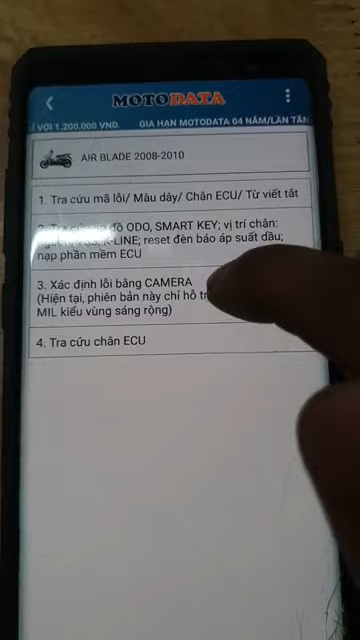 MOTODATA
VỚI 1.200.000 VND. GIA HẠN MOTODATA 04 NĂM/LẦN
AIR BLADE 2008-2010
1. Tra cứu mã lỗi/ Màu dây/ Chân ECU/ Từ viết tắt
đồ ODO, SMART KEY; vị trí chân:
K-LINE; reset đèn báo áp suất dầu;
nạp phần mềm ECU
3. Xác định lỗi bằng CAMERA
(Hiện tại, phiên bản này chỉ hỗ
MIL kiểu vùng sáng rộng)
4. Tra cứu chân ECU